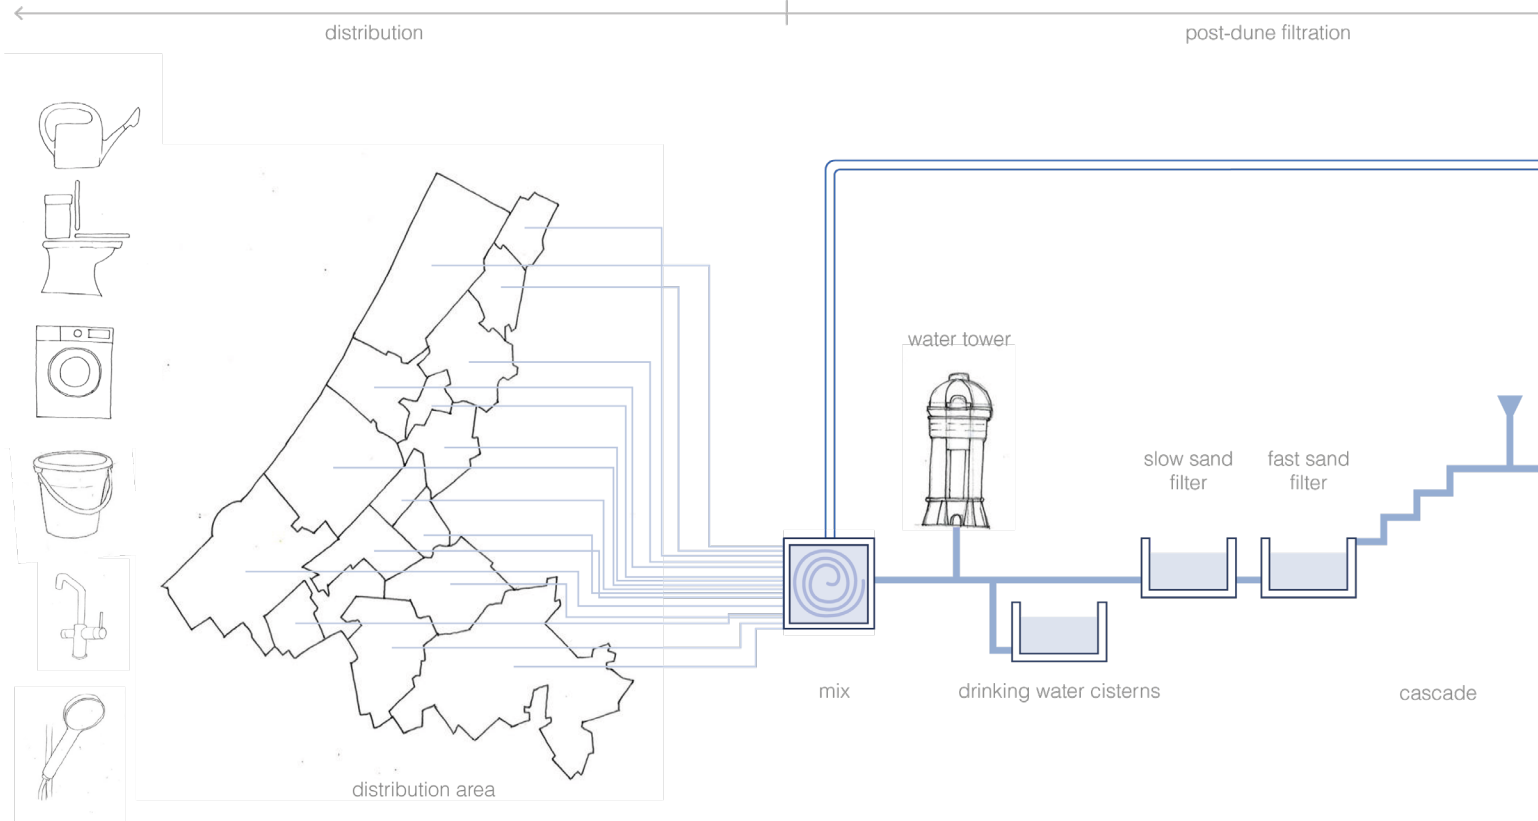 distribution
post-dune filtration
water tower
slow sand
filter
fast sand
filter
mix
drinking water cisterns
cascade
distribution area